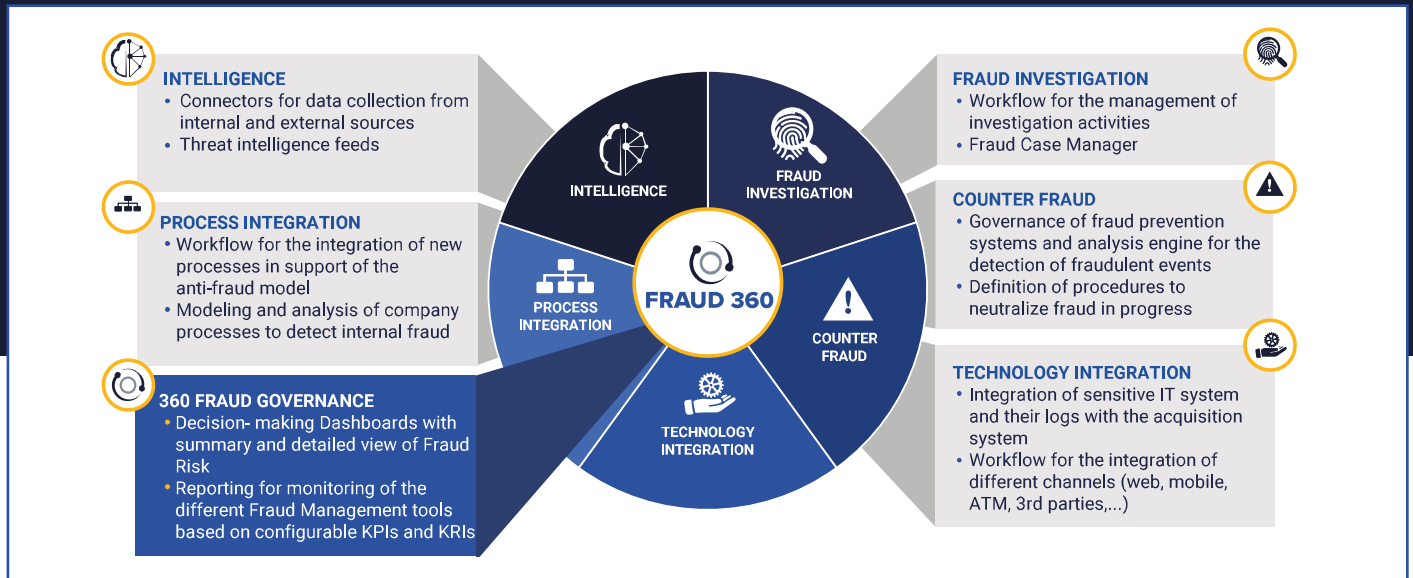 INTELLIGENCE
• Connectors for data collection from
internal and external sources
• Threat intelligence feeds
PROCESS INTEGRATION
• Workflow for the integration of new
processes in support of the
anti-fraud model
• Modeling and analysis of company
processes to detect internal fraud
360 FRAUD GOVERNANCE
• Decision- making Dashboards with
summary and detailed view of Fraud
Risk
• Reporting for monitoring of the
different Fraud Management tools
based on configurable KPIs and KRIs
INTELLIGENCE
FRAUD
INVESTIGATION
PROCESS
INTEGRATION
FRAUD 360
COUNTER
FRAUD
TECHNOLOGY
INTEGRATION
FRAUD INVESTIGATION
• Workflow for the management of
investigation activities
• Fraud Case Manager
COUNTER FRAUD
• Governance of fraud prevention
systems and analysis engine for the
detection of fraudulent events
• Definition of procedures to
neutralize fraud in progress
TECHNOLOGY INTEGRATION
• Integration of sensitive IT system
and their logs with the acquisition
system
• Workflow for the integration of
different channels (web, mobile,
ATM, 3rd parties,...)